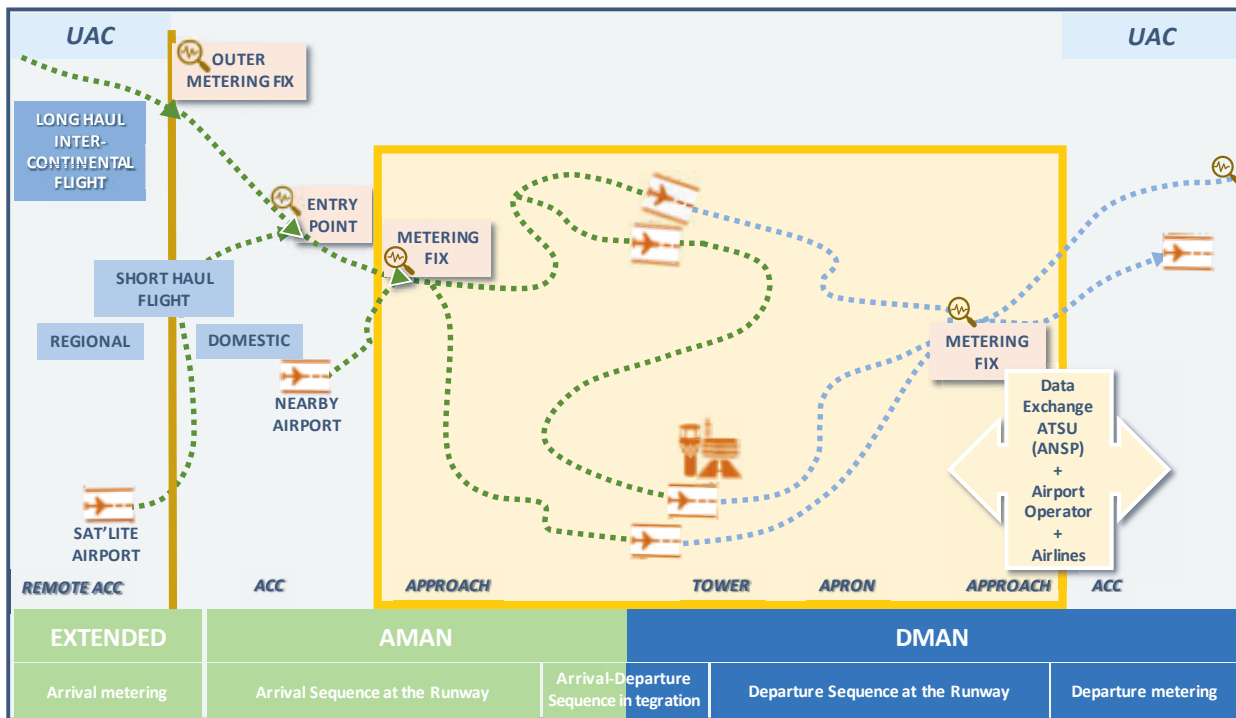 UAC
UAC
OUTER
METERING FIX
LONG HAUL
INTER-
CONTINENTAL
FLIGHT
ENTRY
POINT
METERING
FIX
SHORT HAUL
FLIGHT
REGIONAL
DOMESTIC
METERING
FIX
NEARBY
AIRPORT
Data
Exchange
ATSU
(ANSP)
+
Airport
Operator
+
Airlines
SAT'LITE
AIRPORT
REMOTE ACC
ACC
APPROACH
TOWER
APRON
APPROACH
ACC
EXTENDED
AMAN
DMAN
Arrival metering
Arrival Sequence at the Runway
Arrival-Departure
Sequence in tegration
Departure Sequence at the Runway
Departure metering